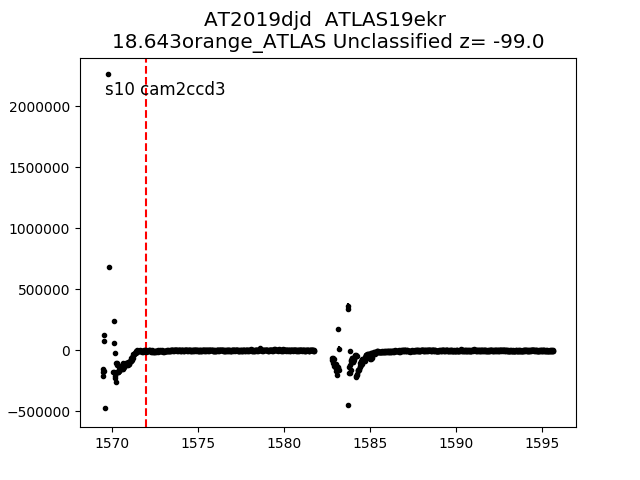 AT2019djd  ATLAS19ekr
18.643orange_ATLAS Unclassified z= -99.0
s10 cam2ccd3
2000000
1500000
1000000
500000
0
−500000
1570 1575 1580 1585 1590 1595